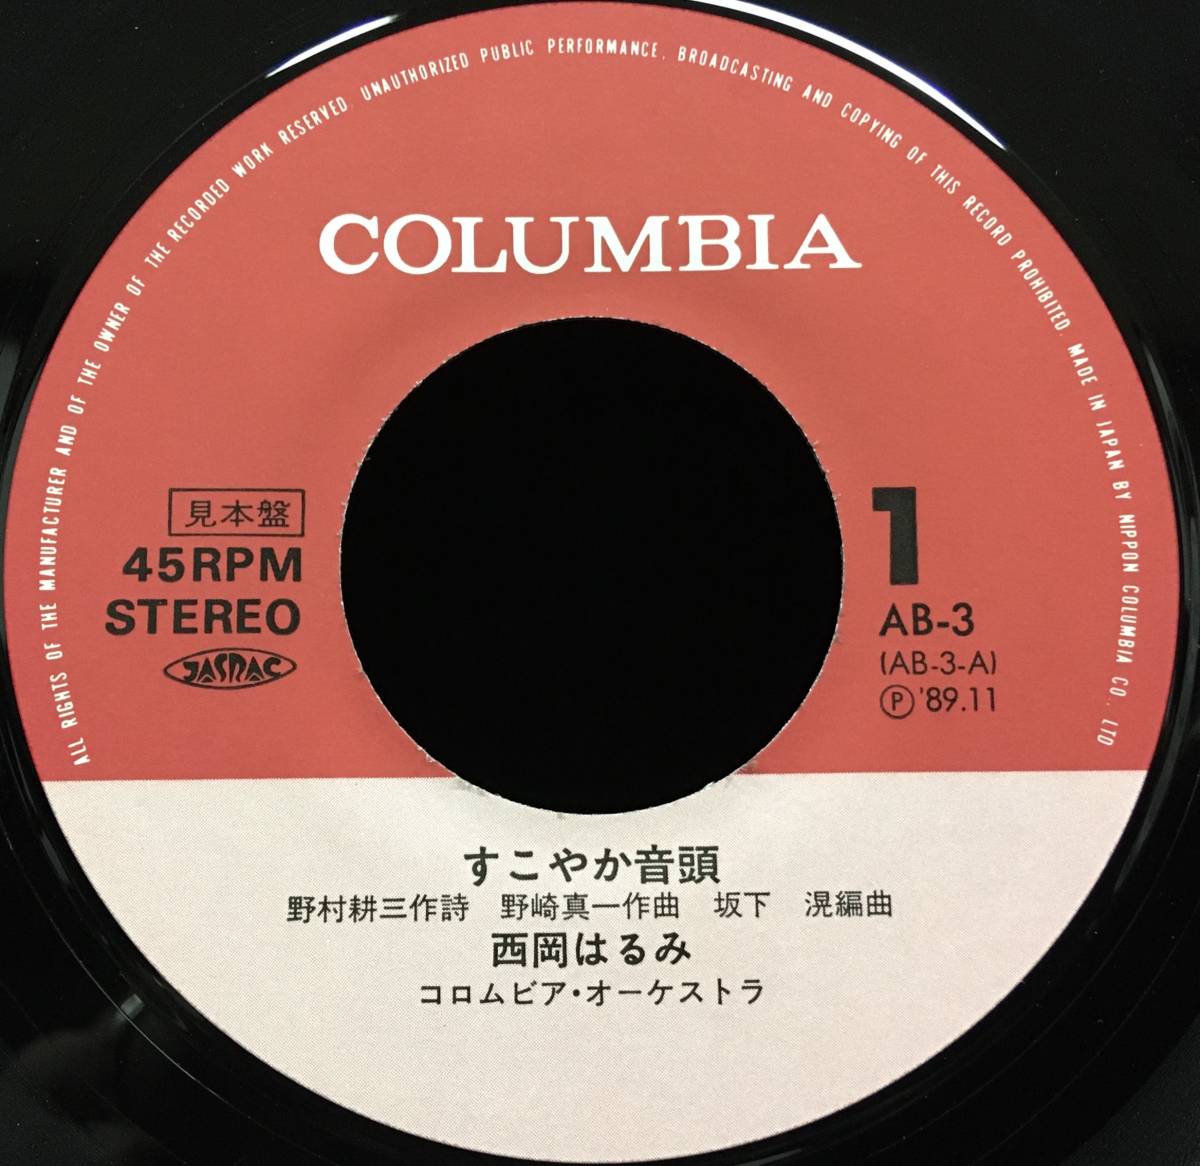 ALL RIGHTS OF THE MANUFACTURER AND OF THE OWNER OF THE RECORDED WORK RESERVED. UNAUTHORIZED PUBLIC PERFORMANCE, BROADCASTING AND COPYING OF THIS RECORD PROHIBITED. MADE IN JAPAN BY NIPPON COLUMBIA CO., LTD
COLUMBIA
見本盤
45RPM
STEREO
JASRAC
1
AB-3
(AB-3-A)
Ⓟ'89.11
すこやか音頭
野村耕三作詩 野崎真一作曲 坂下 滉編曲
西岡はるみ
コロムビア・オーケストラ